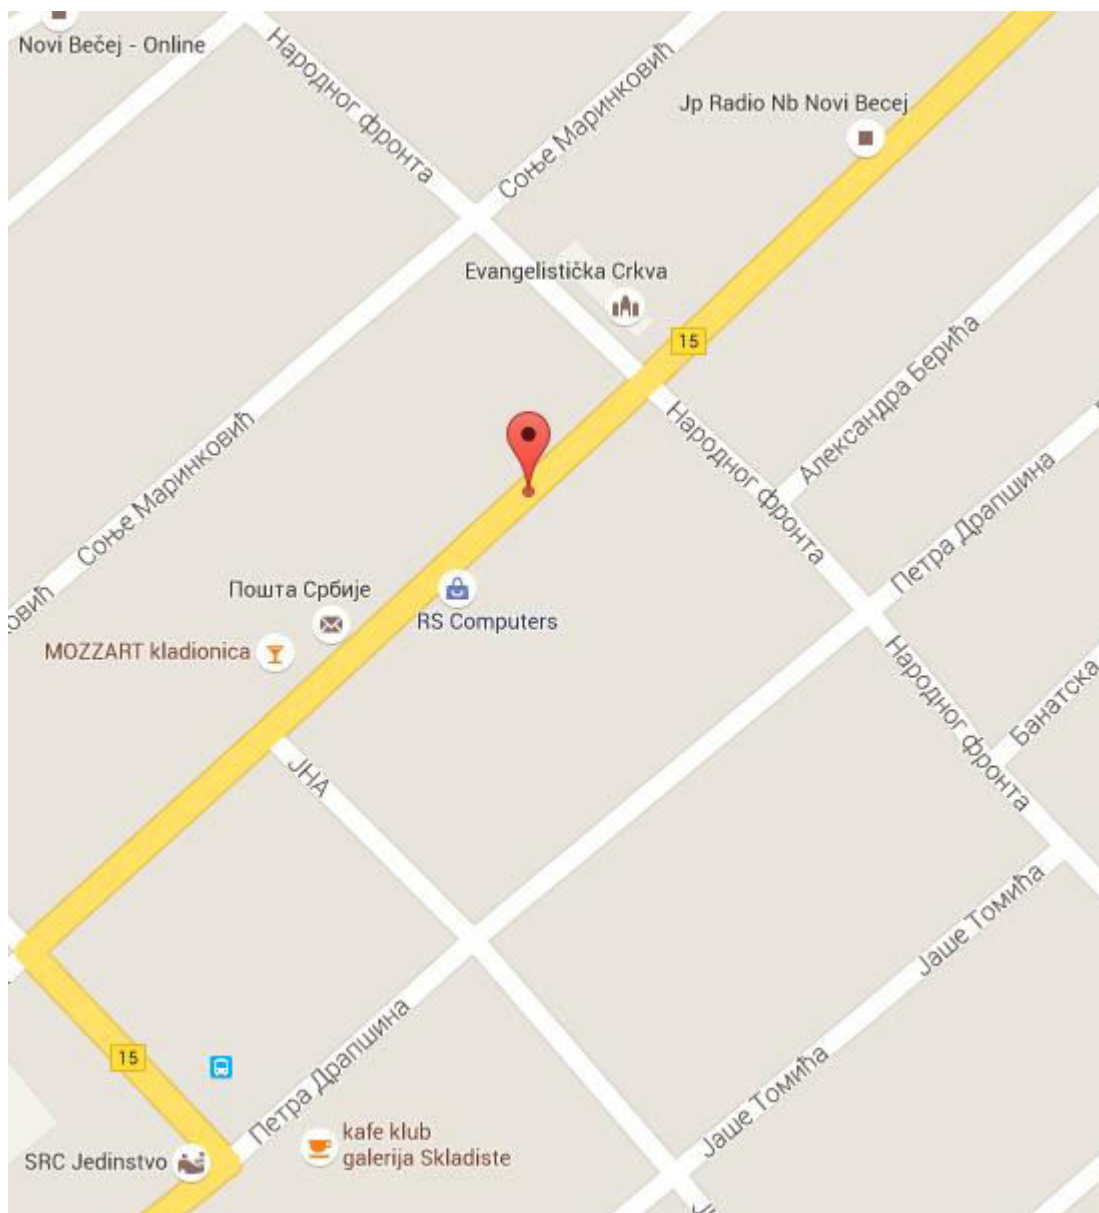 Novi Bečej - Online
Народног фронта
Соње Маринковић
Jp Radio Nb Novi Becej
Evangelistička Crkva
15
Александра Берића
Народног фронта
Соње Маринковић
Петра Драпшина
Пошта Србије
RS Computers
MOZZART kladionica
Народног фронта
Банатска
ЈНА
Јаше Томића
15
Петра Драпшина
Јаше Томића
kafe klub
galerija Skladiste
SRC Jedinstvo